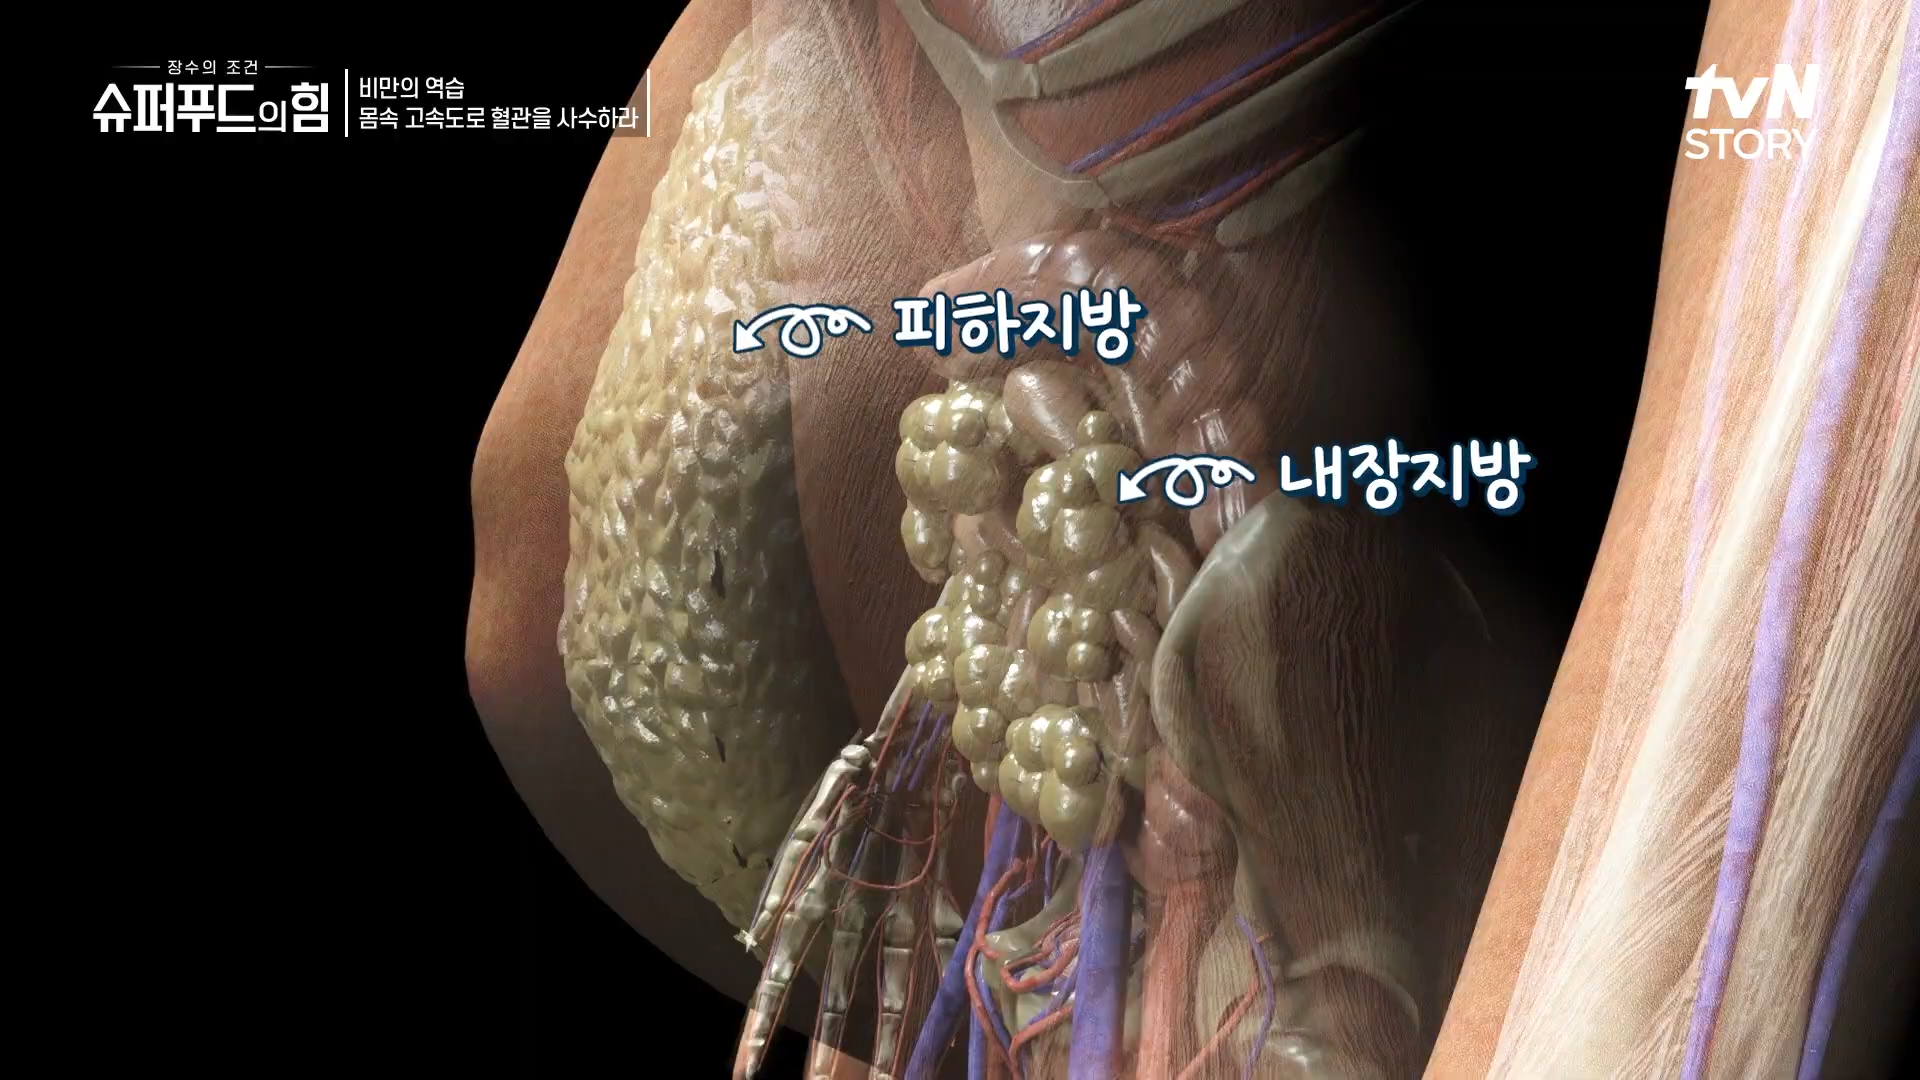 장수의 조건
슈퍼푸드의 힘
비만의 역습
몸속 고속도로 혈관을 사수하라
tvN
STORY
피하지방
내장지방